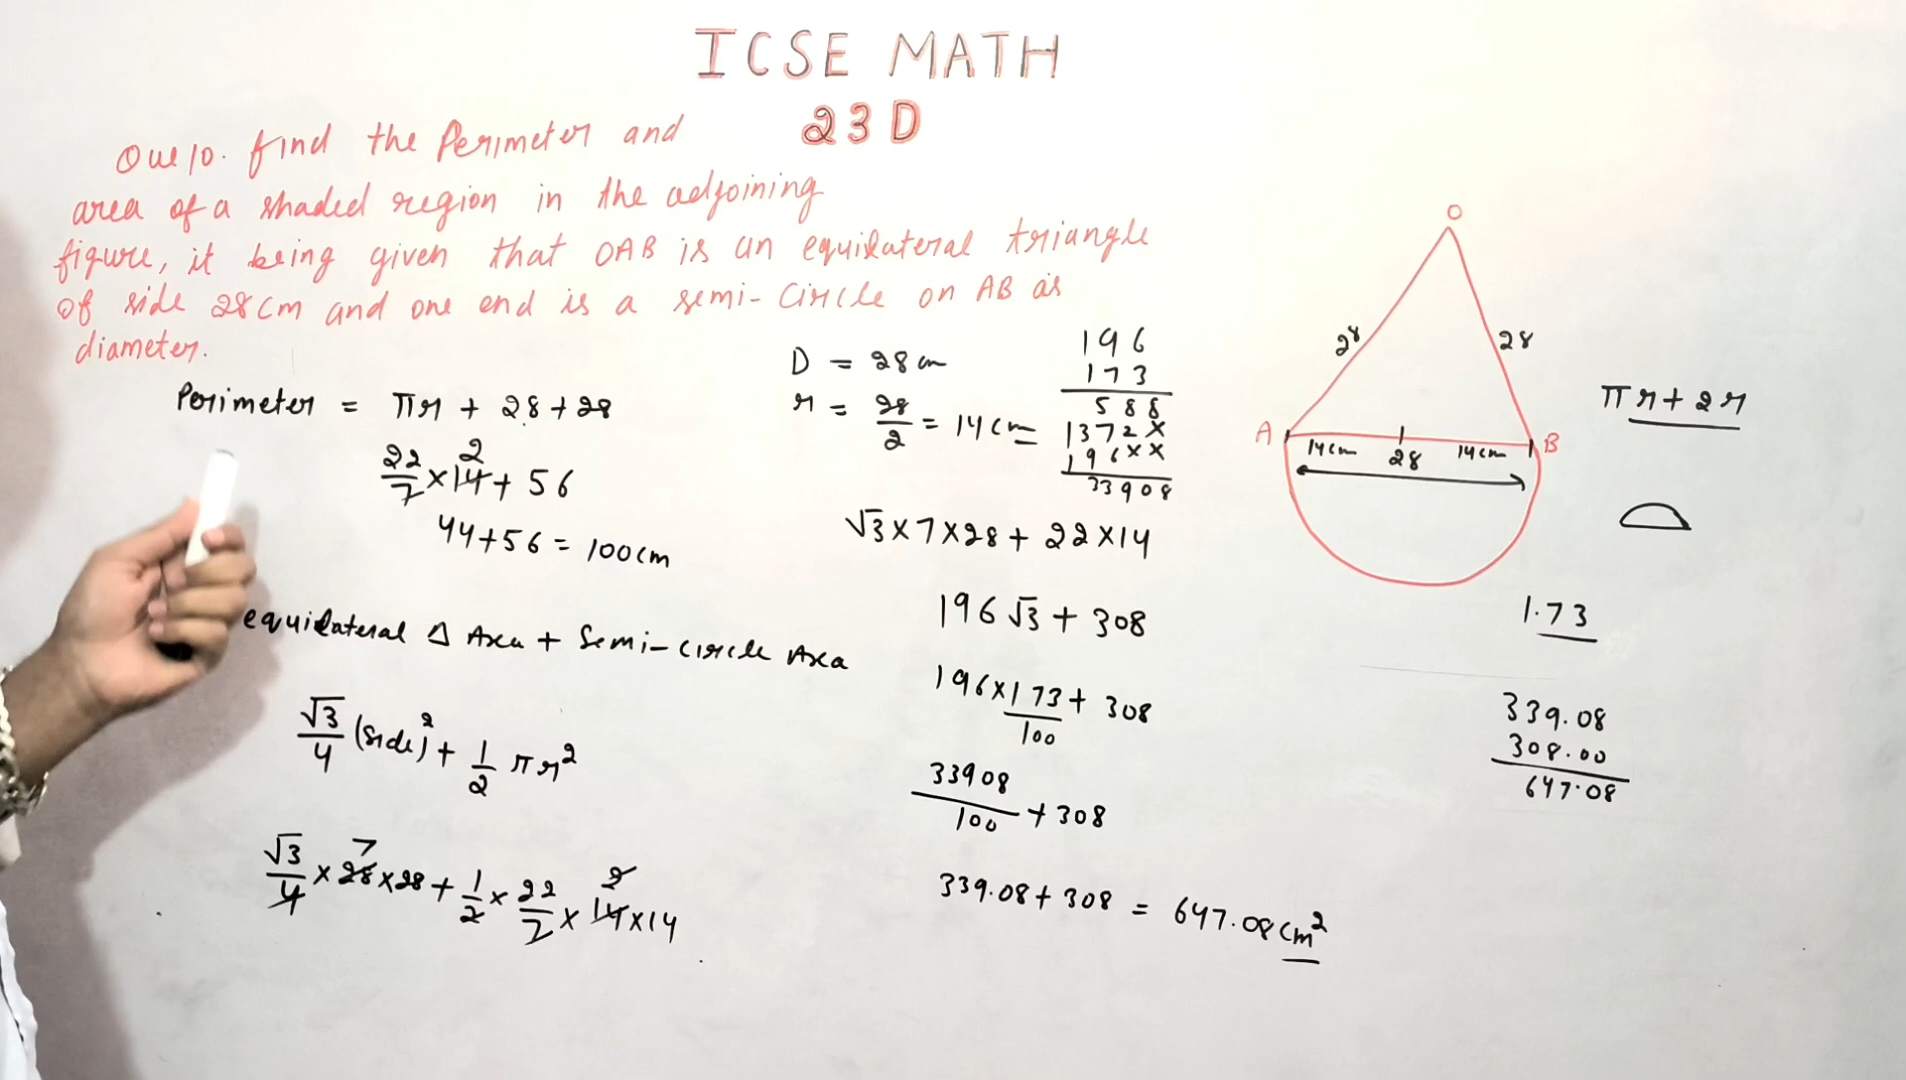 ICSE MATH
23 D
Que 10. find the Perimeter and
area of a shaded region in the adjoining
figure, it being given that OAB is an equilateral triangle
of side 28cm and one end is a semi-circle on AB as
diameter.
Perimeter = πr + 28+28
22/7 × 14 2 + 56
44+56 = 100cm
equilateral Δ Area + Semi-circle Area
√3/4 (side)² + 1/2 πr²
√3/4 × 28 7 × 28 + 1/2 × 22/7 × 14 2 × 14
D = 28 cm
r = 28/2 = 14 cm
196
173
588
1372×
196××
33908
√3×7×28 + 22×14
196√3 + 308
196×173/100 + 308
33908/100 + 308
339.08 + 308 = 647.08 cm²
O
28
28
A
B
14cm
28
14cm
πr+2r
1.73
339.08
308.00
647.08